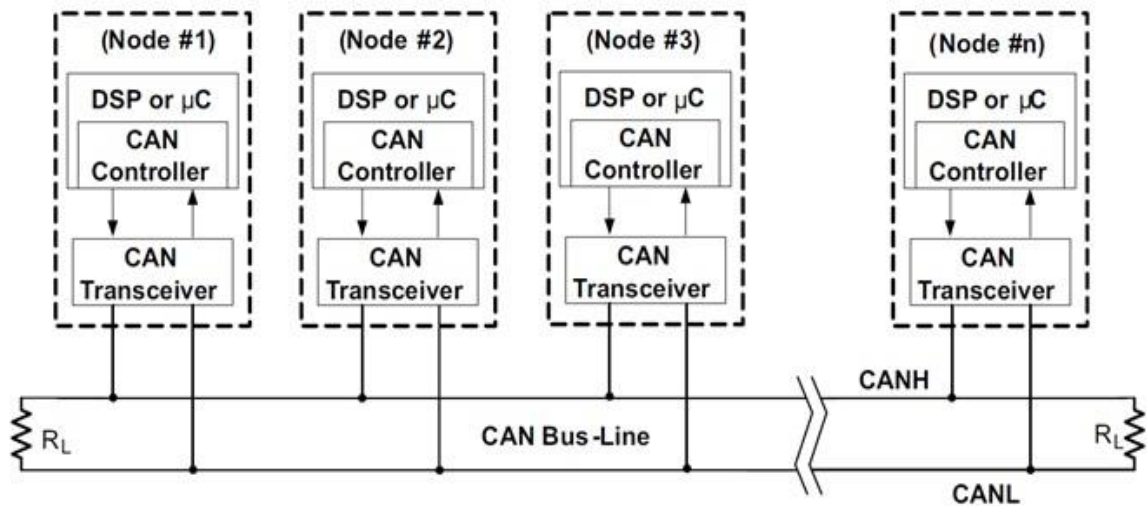 (Node #1)
DSP or µC
CAN
Controller
CAN
Transceiver
(Node #2)
DSP or µC
CAN
Controller
CAN
Transceiver
(Node #3)
DSP or µC
CAN
Controller
CAN
Transceiver
(Node #n)
DSP or µC
CAN
Controller
CAN
Transceiver
CANH
RL
CAN Bus-Line
RL
CANL